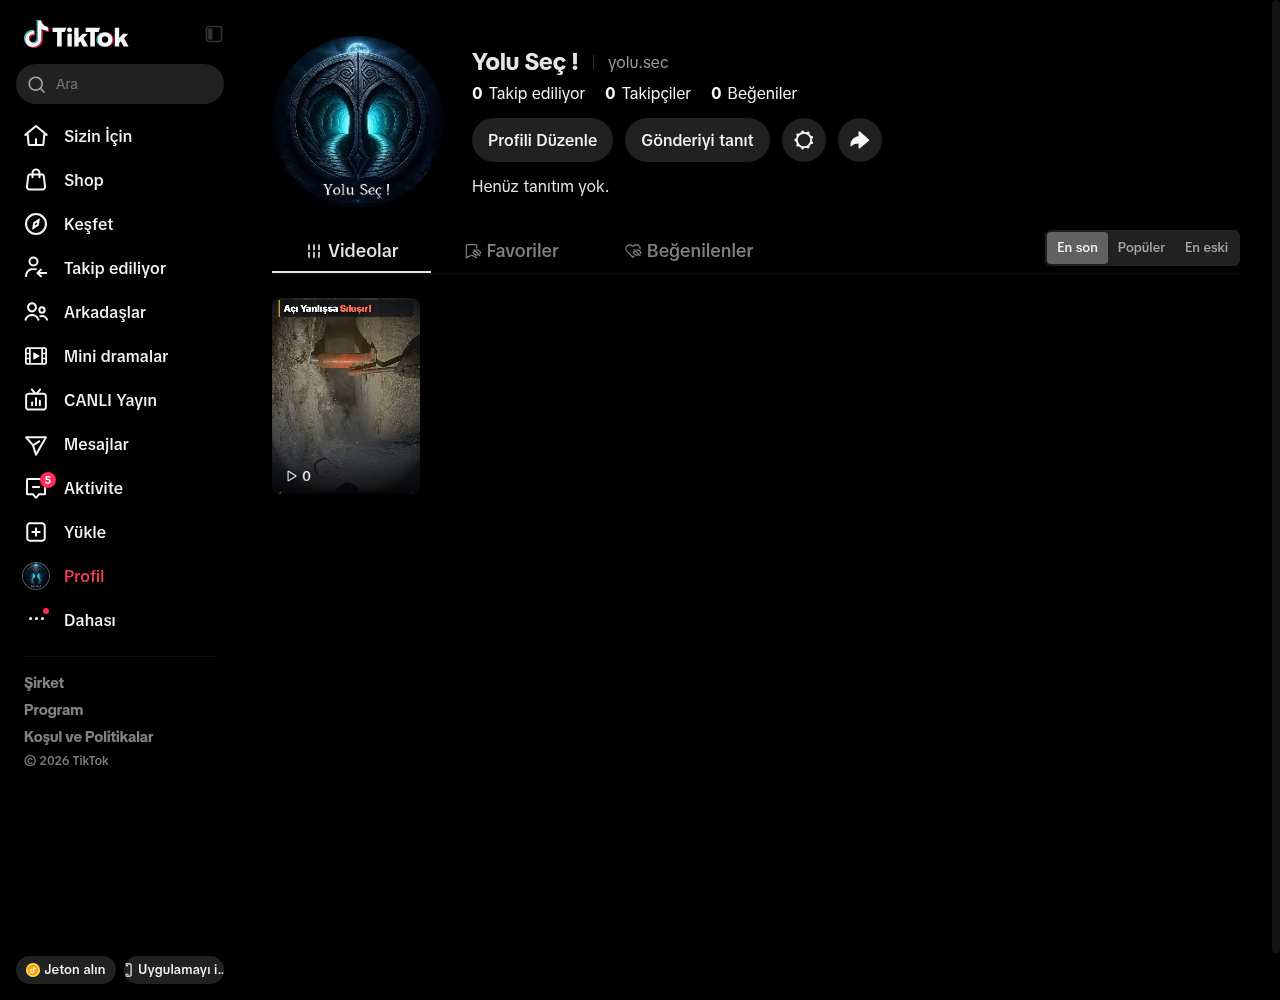 TikTok
Ara
Sizin İçin
Shop
Keşfet
Takip ediliyor
Arkadaşlar
Mini dramalar
CANLI Yayın
Mesajlar
5
Aktivite
Yükle
Profil
Dahası
Şirket
Program
Koşul ve Politikalar
© 2026 TikTok
Jeton alın
Uygulamayı i...
Yolu Seç !
Yolu Seç !
yolu.sec
0 Takip ediliyor 0 Takipçiler 0 Beğeniler
Profili Düzenle
Gönderiyi tanıt
Henüz tanıtım yok.
Videolar
Favoriler
Beğenilenler
En son
Popüler
En eski
Açı Yanlışsa Sıkışır!
0